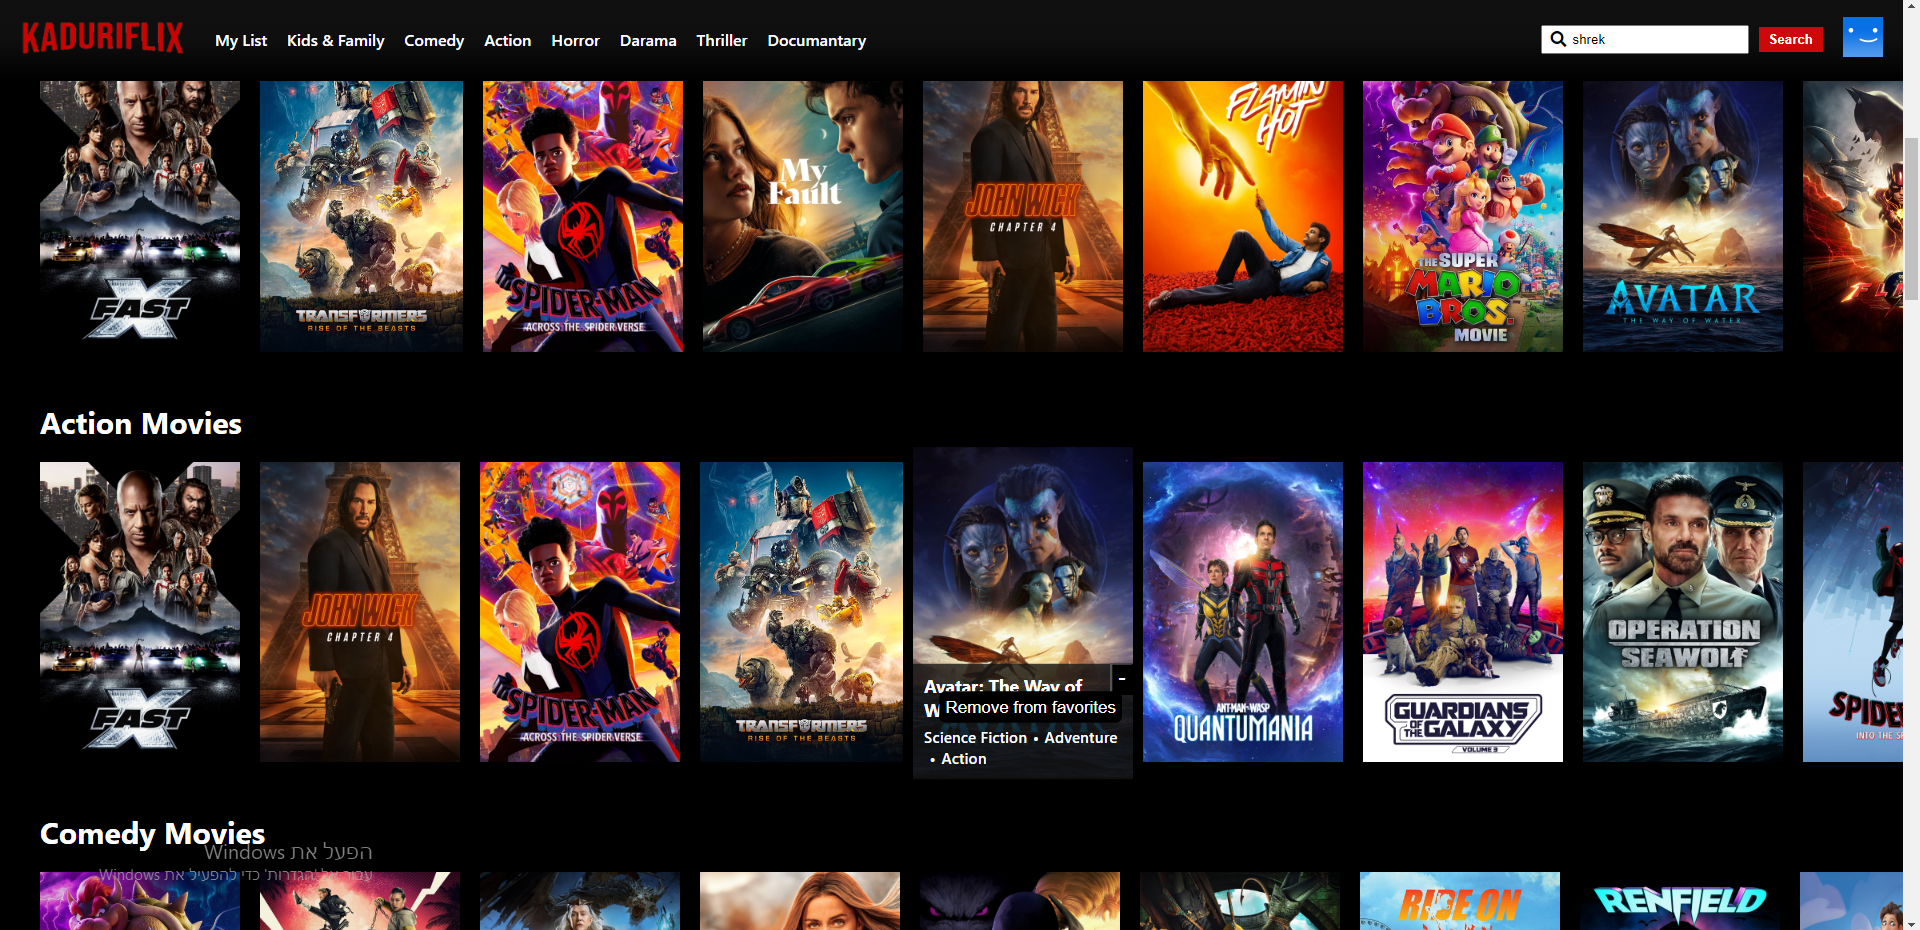 KADURIFLIX
My List Kids & Family Comedy Action Horror Darama Thriller Documantary
shrek
Search
FAST X
TRANSFORMERS
RISE OF THE BEASTS
SPIDER-MAN
ACROSS THE SPIDER-VERSE
My
Fault
JOHN WICK
CHAPTER 4
FLAMIN'
HOT
THE SUPER
MARIO
BROS.
MOVIE
AVATAR
THE WAY OF WATER
Action Movies
FAST X
JOHN WICK
CHAPTER 4
SPIDER-MAN
ACROSS THE SPIDER-VERSE
TRANSFORMERS
RISE OF THE BEASTS
Avatar: The Way of
W
-
Remove from favorites
Science Fiction • Adventure
• Action
ANT-MAN AND THE WASP
QUANTUMANIA
GUARDIANS
OF THE GALAXY
VOLUME 3
OPERATION
SEAWOLF
SPIDE
INTO THE S
Comedy Movies
הפעל את Windows
עבור אל 'הגדרות' כדי להפעיל את Windows
RIDE ON
RENFIELD